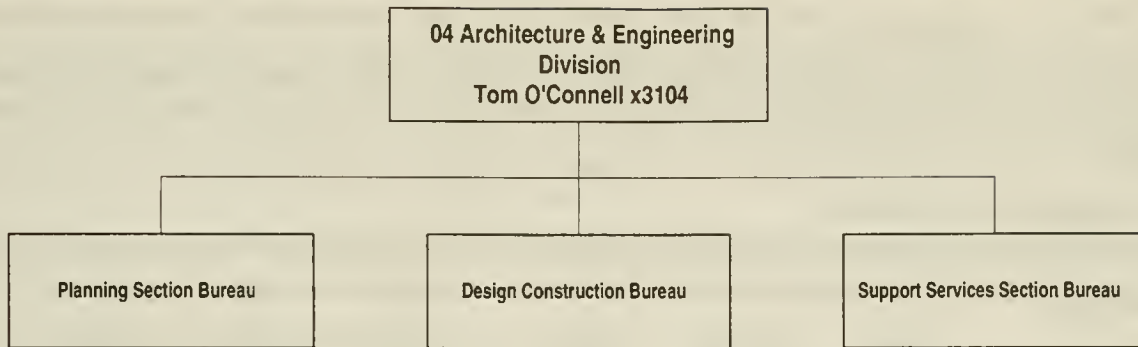 04 Architecture & Engineering
Division
Tom O'Connell x3104
Planning Section Bureau
Design Construction Bureau
Support Services Section Bureau